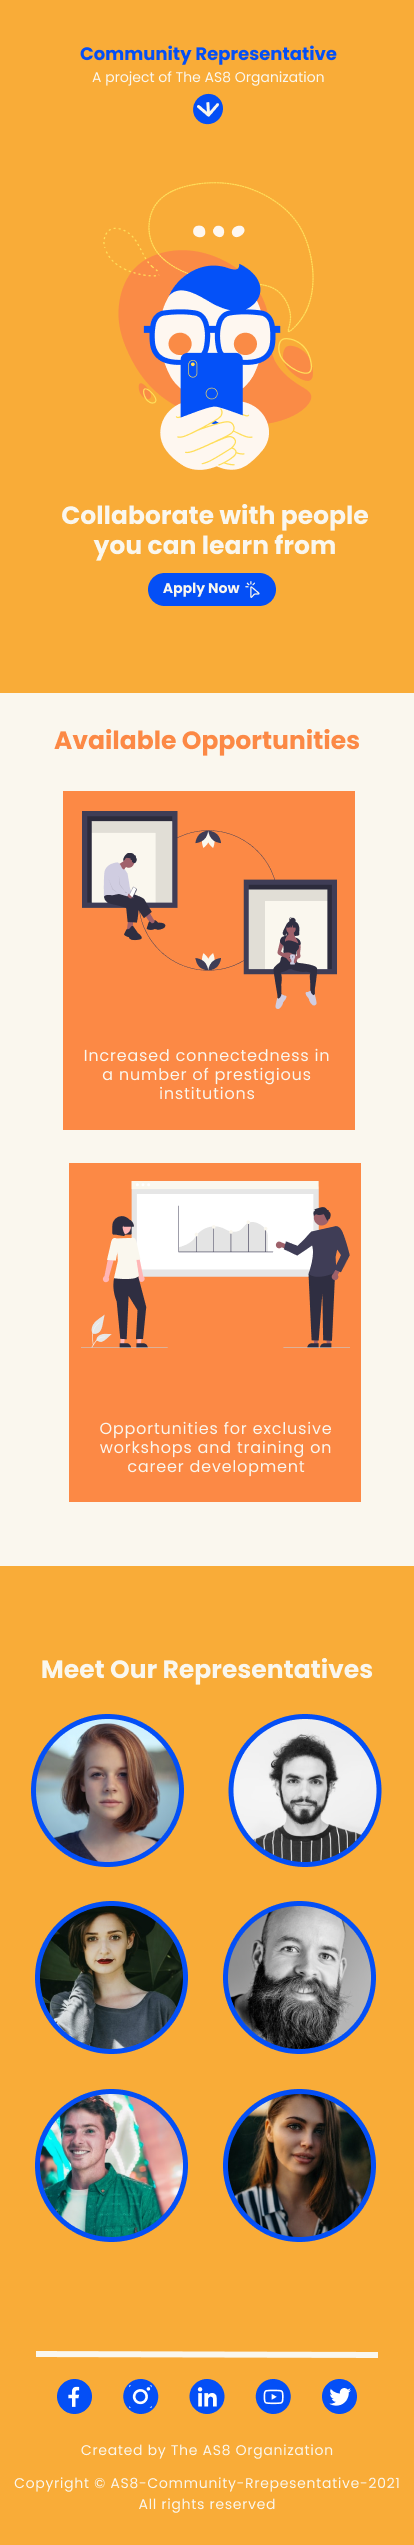 Community Representative
A project of The AS8 Organization
Collaborate with people
you can learn from
Apply Now
Available Opportunities
Increased connectedness in
a number of prestigious
institutions
Opportunities for exclusive
workshops and training on
career development
Meet Our Representatives
Created by The AS8 Organization
Copyright © AS8-Community-Rrepesentative-2021
All rights reserved